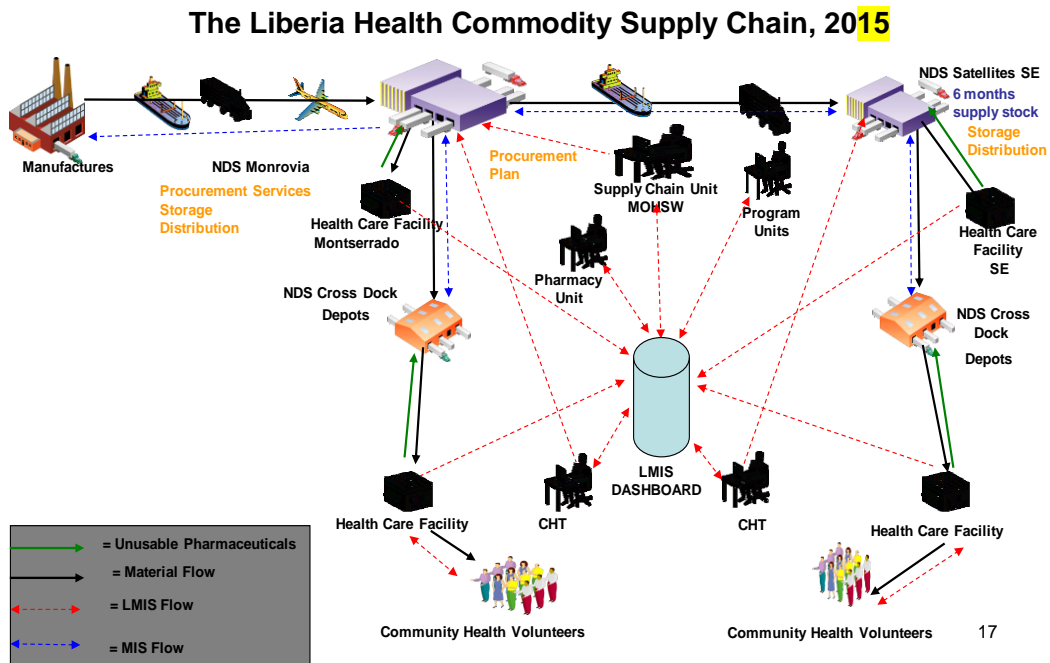 The Liberia Health Commodity Supply Chain, 2015
NDS Satellites SE
6 months
supply stock
Storage
Distribution
Manufactures
NDS Monrovia
Procurement Services
Storage
Distribution
Procurement
Plan
Supply Chain Unit
MOHSW
Program
Units
Health Care Facility
Montserrado
Health Care
Facility
SE
Pharmacy
Unit
NDS Cross Dock
Depots
NDS Cross
Dock
Depots
LMIS
DASHBOARD
Health Care Facility
CHT
CHT
Health Care Facility
= Unusable Pharmaceuticals
= Material Flow
= LMIS Flow
= MIS Flow
Community Health Volunteers
Community Health Volunteers
17